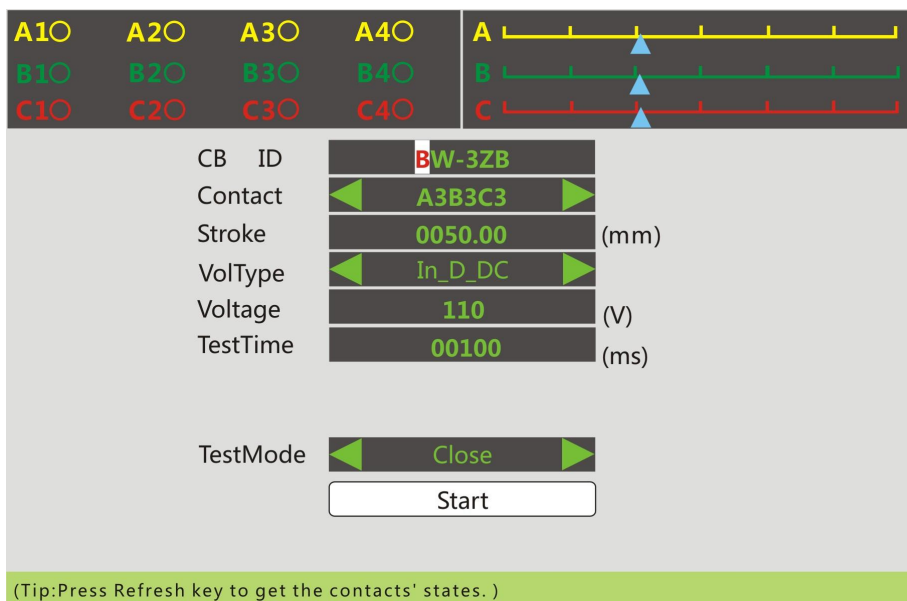 A1 A2 A3 A4 A
B1 B2 B3 B4 B
C1 C2 C3 C4 C
CB ID BW-3ZB
Contact A3B3C3
Stroke 0050.00 (mm)
VolType In_D_DC
Voltage 110 (V)
TestTime 00100 (ms)
TestMode Close
Start
(Tip:Press Refresh key to get the contacts' states. )